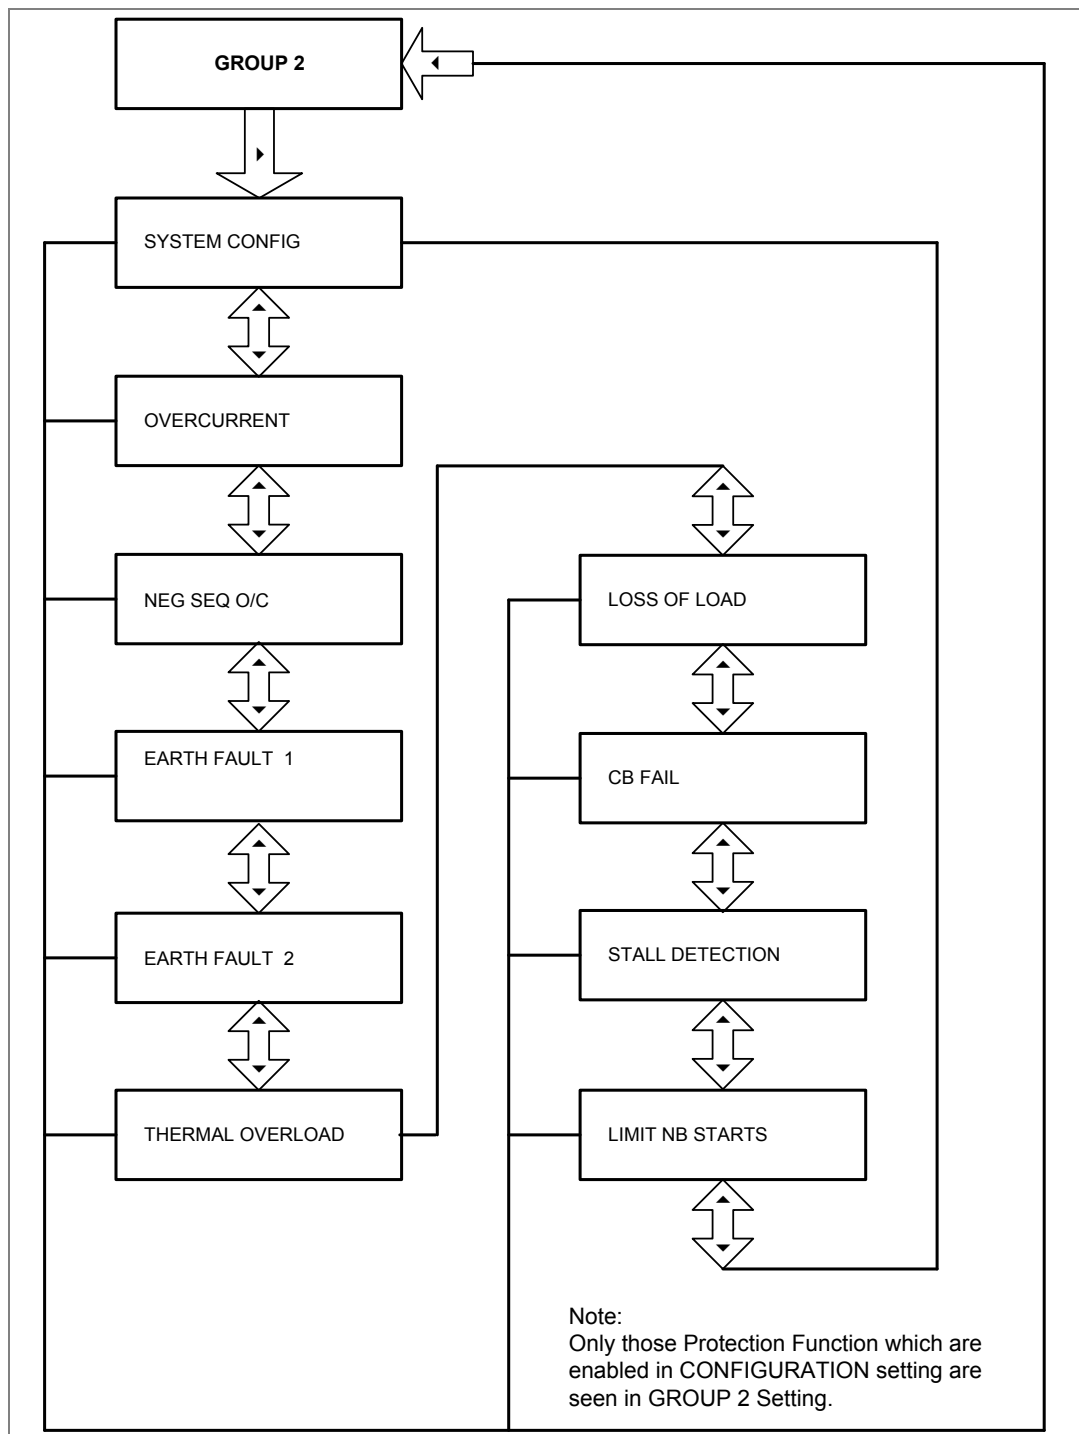 GROUP 2
SYSTEM CONFIG
OVERCURRENT
NEG SEQ O/C
EARTH FAULT  1
EARTH FAULT  2
THERMAL OVERLOAD
LOSS OF LOAD
CB FAIL
STALL DETECTION
LIMIT NB STARTS
Note:
Only those Protection Function which are
enabled in CONFIGURATION setting are
seen in GROUP 2 Setting.